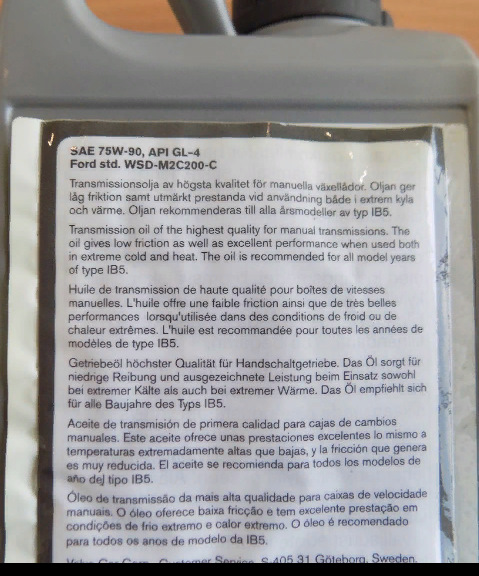 SAE 75W-90, API GL-4
Ford std. WSD-M2C200-C
Transmissionsolja av högsta kvalitet för manuella växellådor. Oljan ger
låg friktion samt utmärkt prestanda vid användning både i extrem kyla
och värme. Oljan rekommenderas till alla årsmodeller av typ IB5.
Transmission oil of the highest quality for manual transmissions. The
oil gives low friction as well as excellent performance when used both
in extreme cold and heat. The oil is recommended for all model years
of type IB5.
Huile de transmission de haute qualité pour boîtes de vitesses
manuelles. L'huile offre une faible friction ainsi que de très belles
performances lorsqu'utilisée dans des conditions de froid ou de
chaleur extrêmes. L'huile est recommandée pour toutes les années de
modèles de type IB5.
Getriebeöl höchster Qualität für Handschaltgetriebe. Das Öl sorgt für
niedrige Reibung und ausgezeichnete Leistung beim Einsatz sowohl
bei extremer Kälte als auch bei extremer Wärme. Das Öl empfiehlt sich
für alle Baujahre des Typs IB5.
Aceite de transmisión de primera calidad para cajas de cambios
manuales. Este aceite ofrece unas prestaciones excelentes lo mismo a
temperaturas extremadamente altas que bajas, y la fricción que genera
es muy reducida. El aceite se recomienda para todos los modelos de
año del tipo IB5.
Óleo de transmissão da mais alta qualidade para caixas de velocidade
manuais. O óleo oferece baixa fricção e tem excelente prestação em
condições de frio extremo e calor extremo. O óleo é recomendado
para todos os anos de modelo da IB5.
Volvo Car Corp., Customer Service, S-405 31 Göteborg, Sweden.